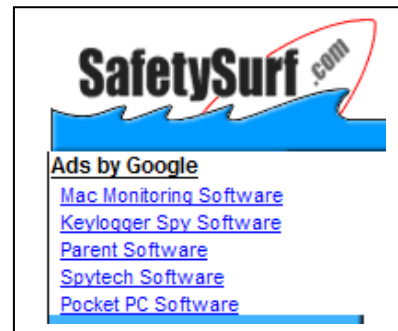 SafetySurf .com
Ads by Google
Mac Monitoring Software
Keylogger Spy Software
Parent Software
Spytech Software
Pocket PC Software